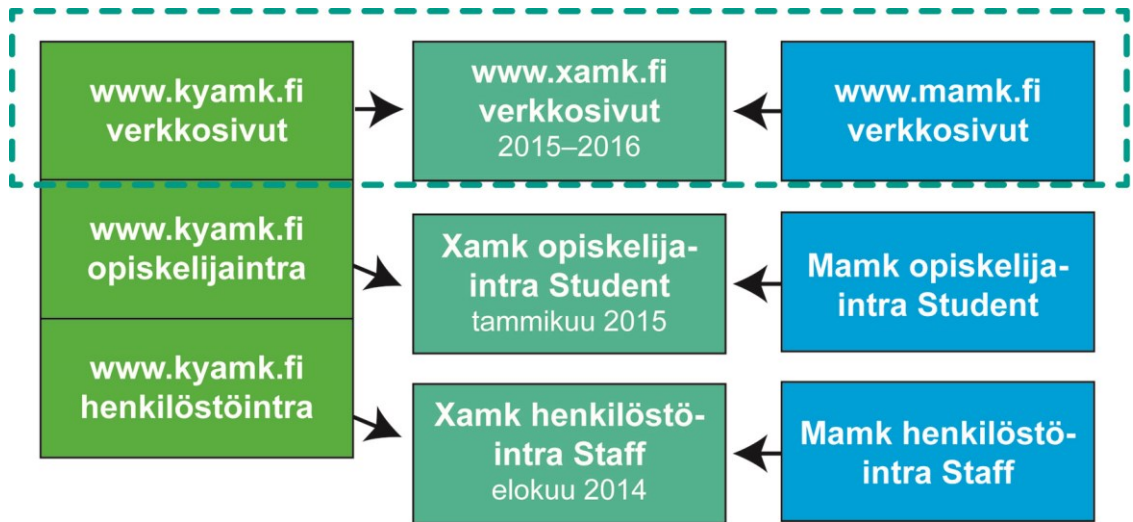 www.kyamk.fi
verkkosivut
www.xamk.fi
verkkosivut
2015–2016
www.mamk.fi
verkkosivut
www.kyamk.fi
opiskelijaintra
Xamk opiskelija-
intra Student
tammikuu 2015
Mamk opiskelija-
intra Student
www.kyamk.fi
henkilöstöintra
Xamk henkilöstö-
intra Staff
elokuu 2014
Mamk henkilöstö-
intra Staff